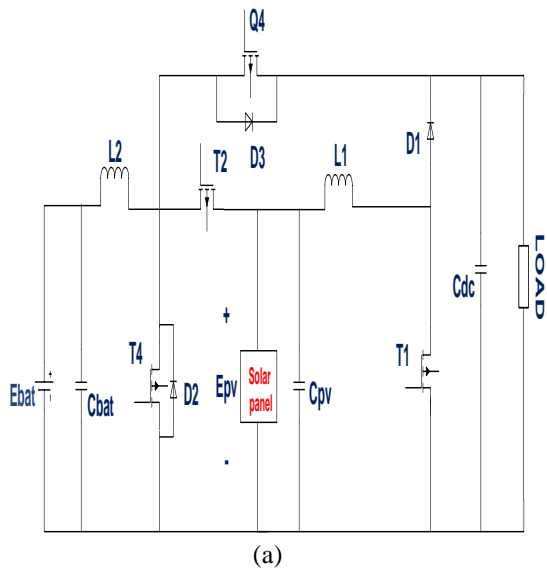 Q4
D3
L2
T2
L1
D1
+
T4
D2
Epv
Solar
panel
-
Cpv
T1
Cdc
LOAD
Ebat
+
-
Cbat
(a)